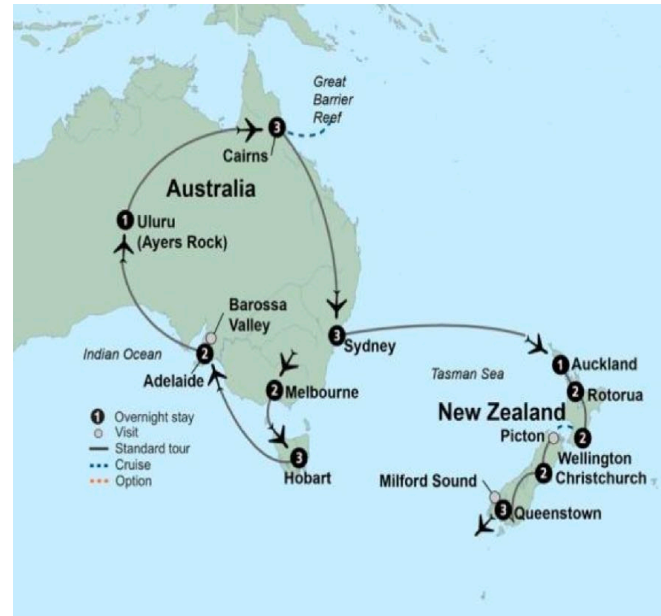 Great
Barrier
Reef
3
Cairns
Australia
1
Uluru
(Ayers Rock)
Barossa
Valley
Indian Ocean
2
Adelaide
3
Sydney
2
Melbourne
3
Hobart
Tasman Sea
1
Auckland
2
Rotorua
New Zealand
Picton
2
Wellington
2
Christchurch
Milford Sound
3
Queenstown
1 Overnight stay
Visit
Standard tour
Cruise
Option